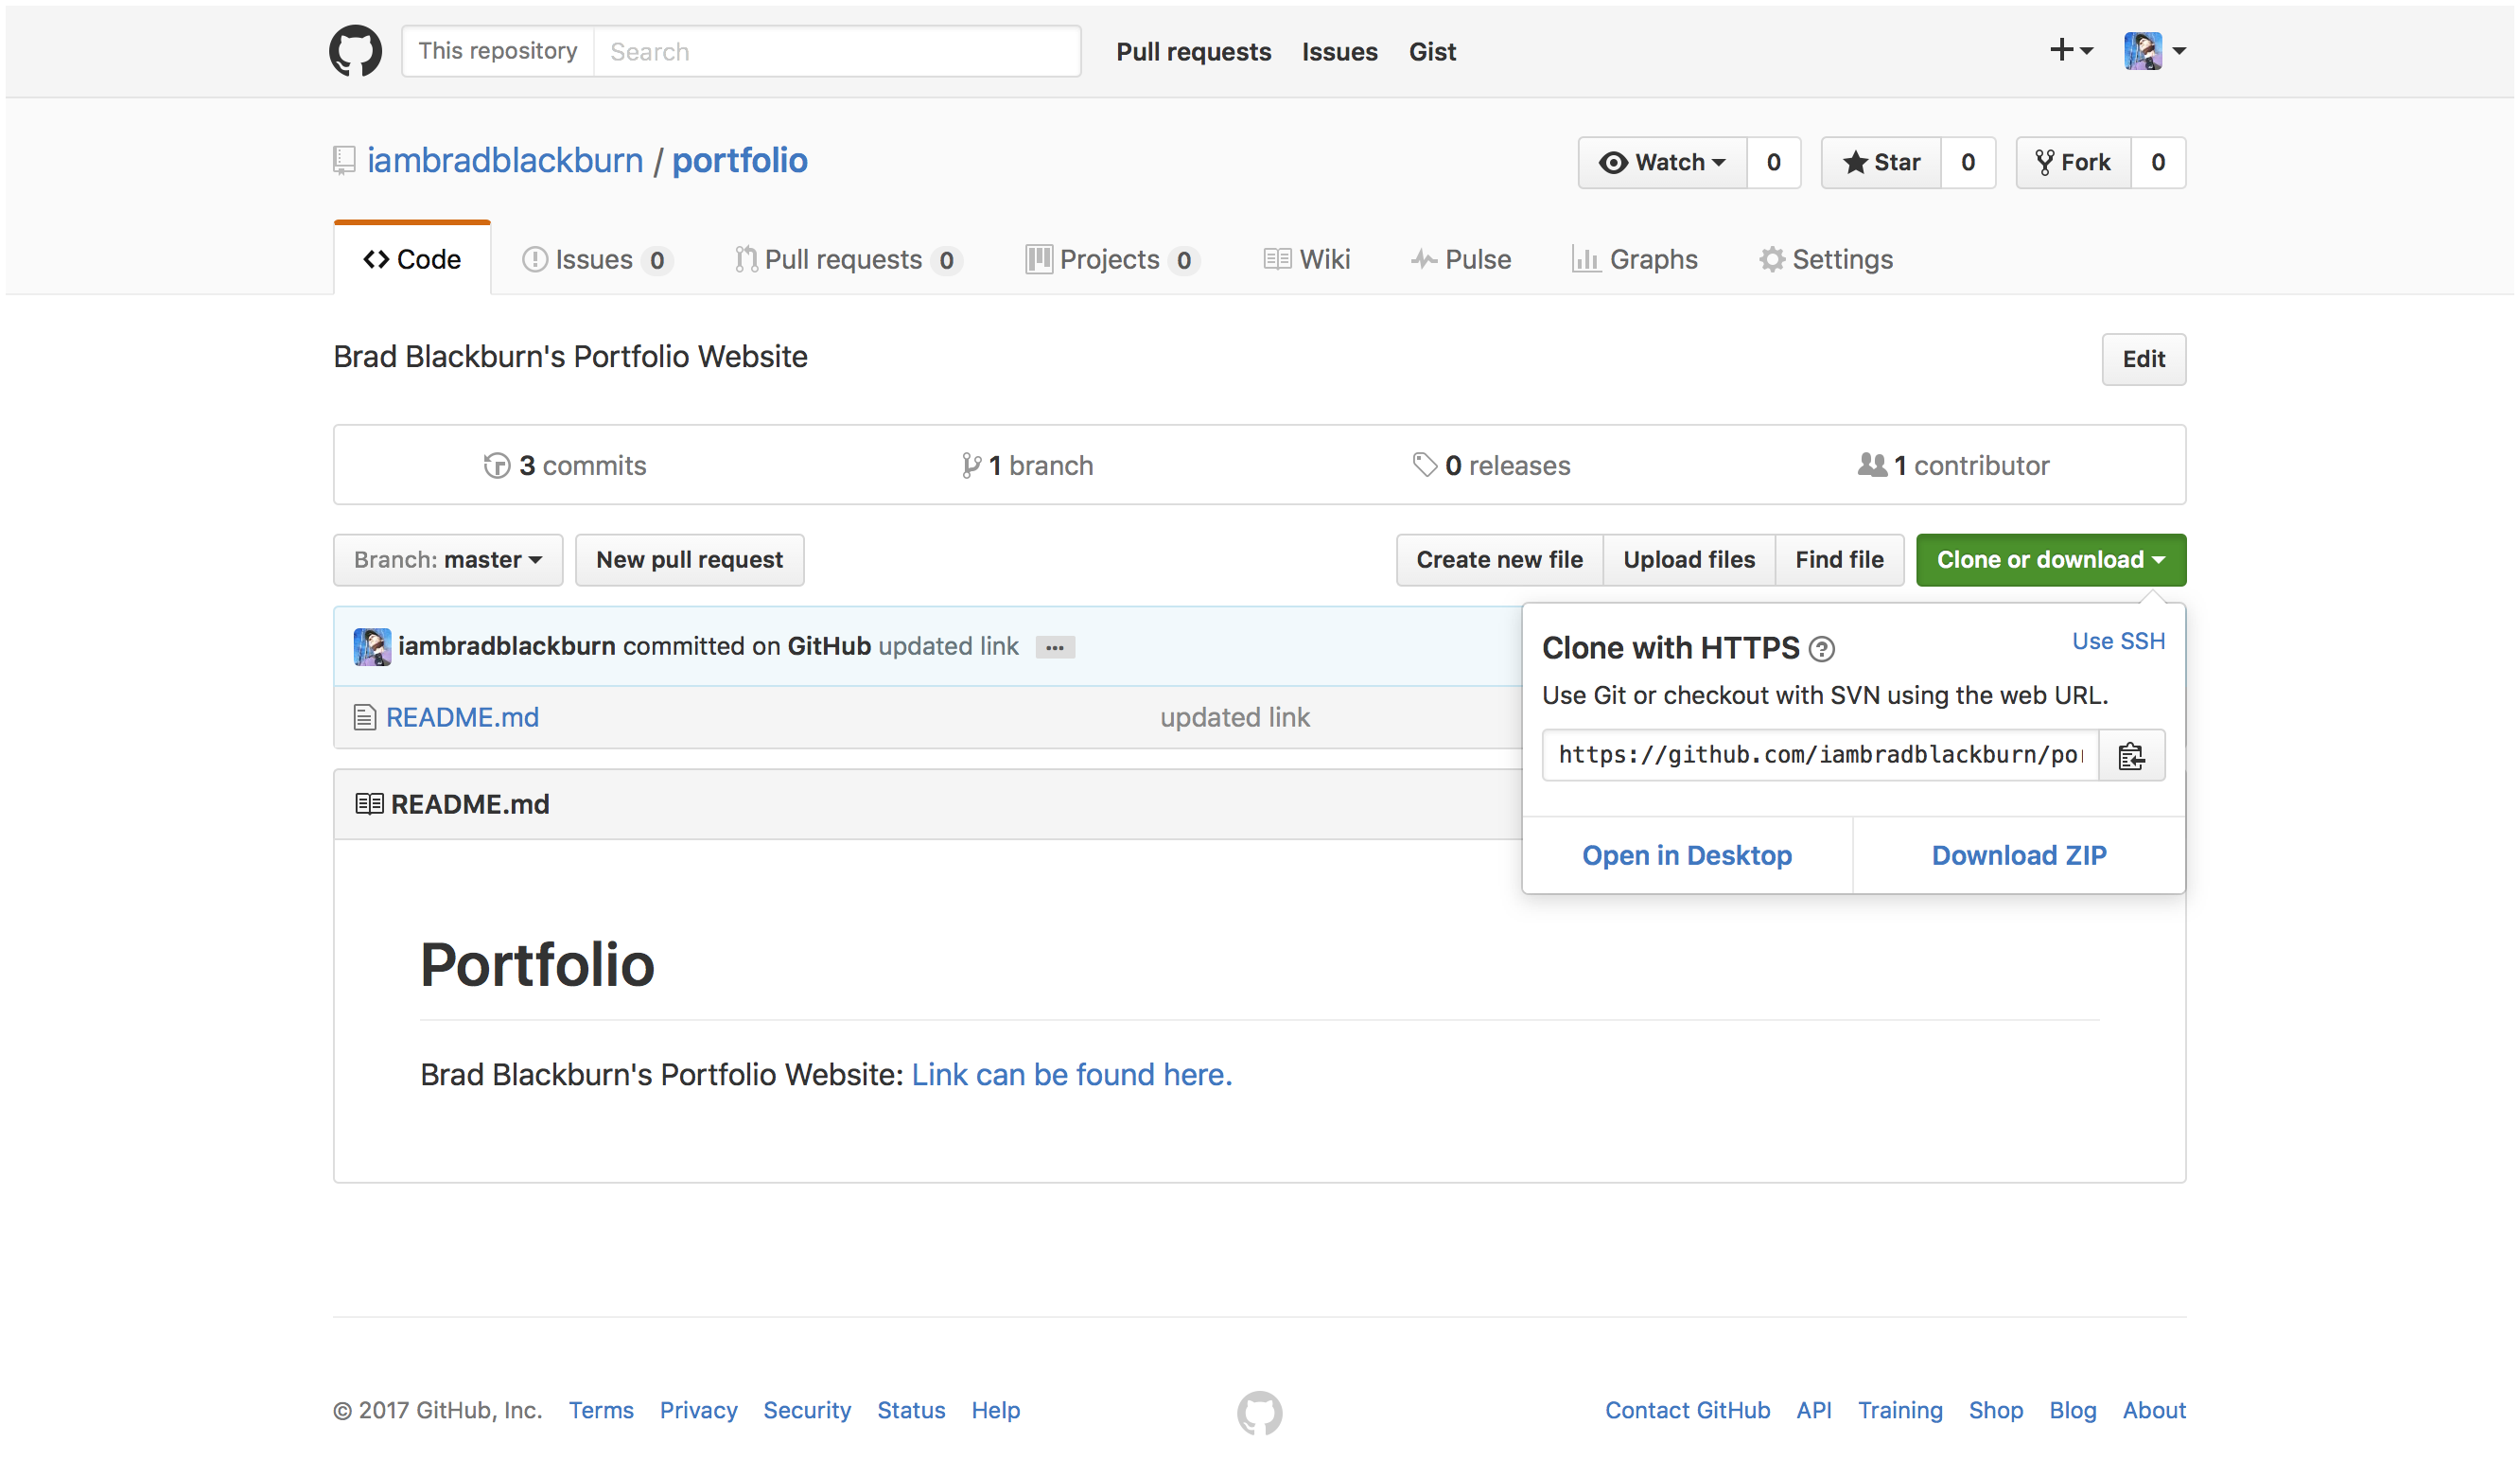 This repository Search Pull requests Issues Gist
iambradblackburn / portfolio Watch 0 Star 0 Fork 0
Code Issues 0 Pull requests 0 Projects 0 Wiki Pulse Graphs Settings
Brad Blackburn's Portfolio Website Edit
3 commits 1 branch 0 releases 1 contributor
Branch: master New pull request Create new file Upload files Find file Clone or download
iambradblackburn committed on GitHub updated link ...
README.md updated link
Clone with HTTPS ? Use SSH
Use Git or checkout with SVN using the web URL.
https://github.com/iambradblackburn/por
Open in Desktop Download ZIP
README.md
Portfolio
Brad Blackburn's Portfolio Website: Link can be found here.
© 2017 GitHub, Inc. Terms Privacy Security Status Help Contact GitHub API Training Shop Blog About